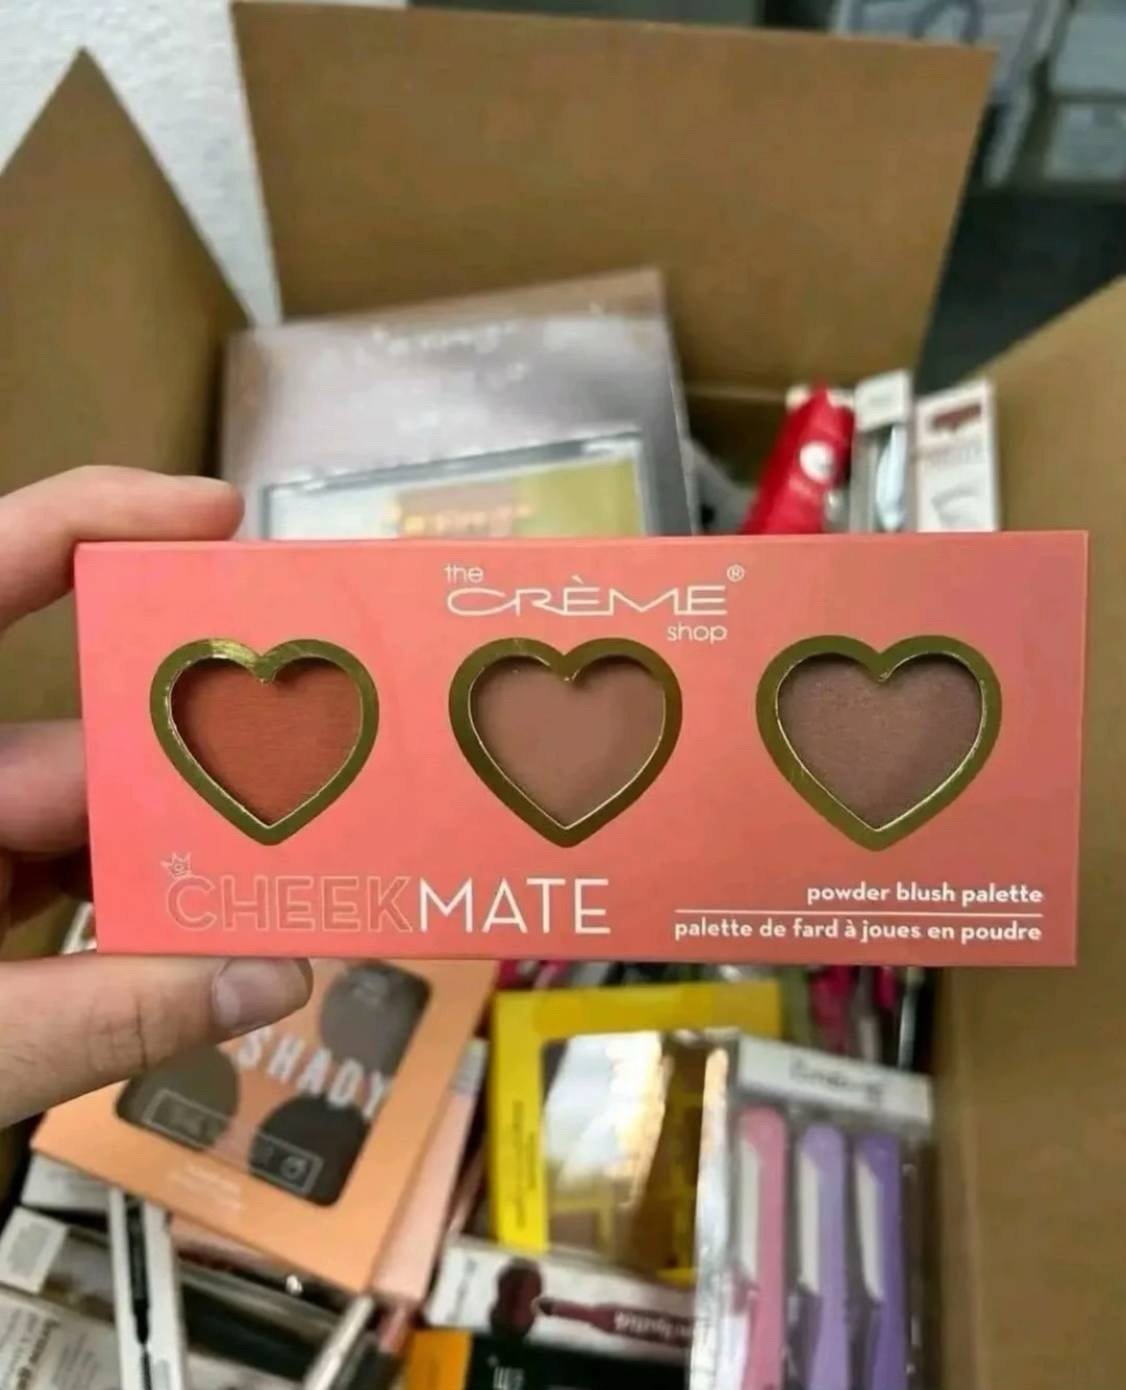 the
CRÈME®
shop
CHEEKMATE
powder blush palette
palette de fard à joues en poudre
SHADY